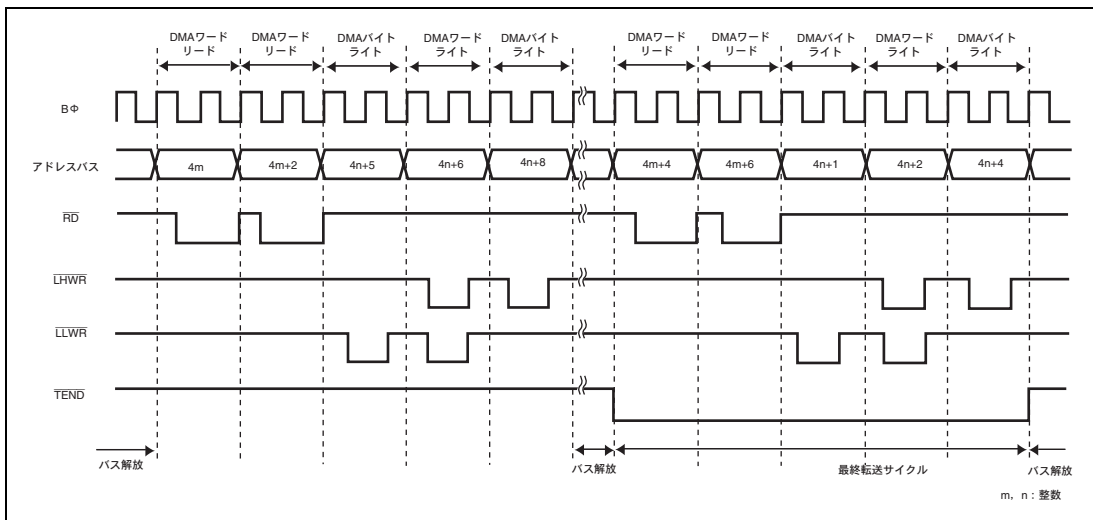 DMAワード リード DMAワード リード DMAバイト ライト DMAワード ライト DMAバイト ライト DMAワード リード DMAワード リード DMAバイト ライト DMAワード ライト DMAバイト ライト
BΦ
アドレスバス 4m 4m+2 4n+5 4n+6 4n+8 4m+4 4m+6 4n+1 4n+2 4n+4
RD
LHWR
LLWR
TEND
バス解放 バス解放 最終転送サイクル バス解放
m, n : 整数